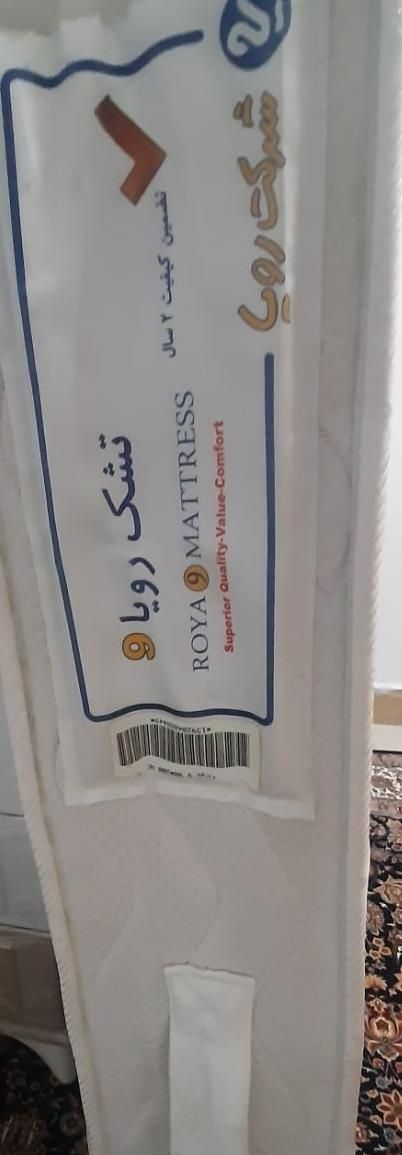 شرکت رویا
تضمین کیفیت ۲ سال
تشک رویا 9
ROYA 9 MATTRESS
Superior Quality-Value-Comfort